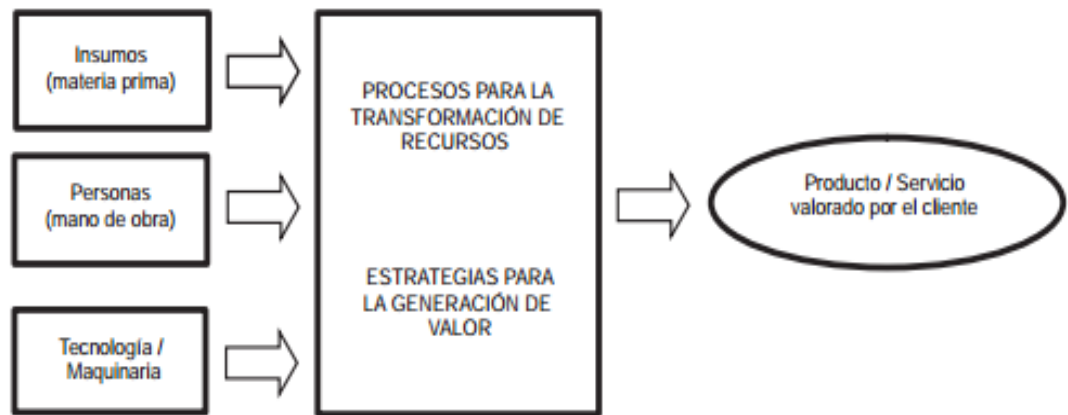 Insumos
(materia prima)
Personas
(mano de obra)
Tecnología /
Maquinaria
PROCESOS PARA LA
TRANSFORMACIÓN DE
RECURSOS
ESTRATEGIAS PARA
LA GENERACIÓN DE
VALOR
Producto / Servicio
valorado por el cliente